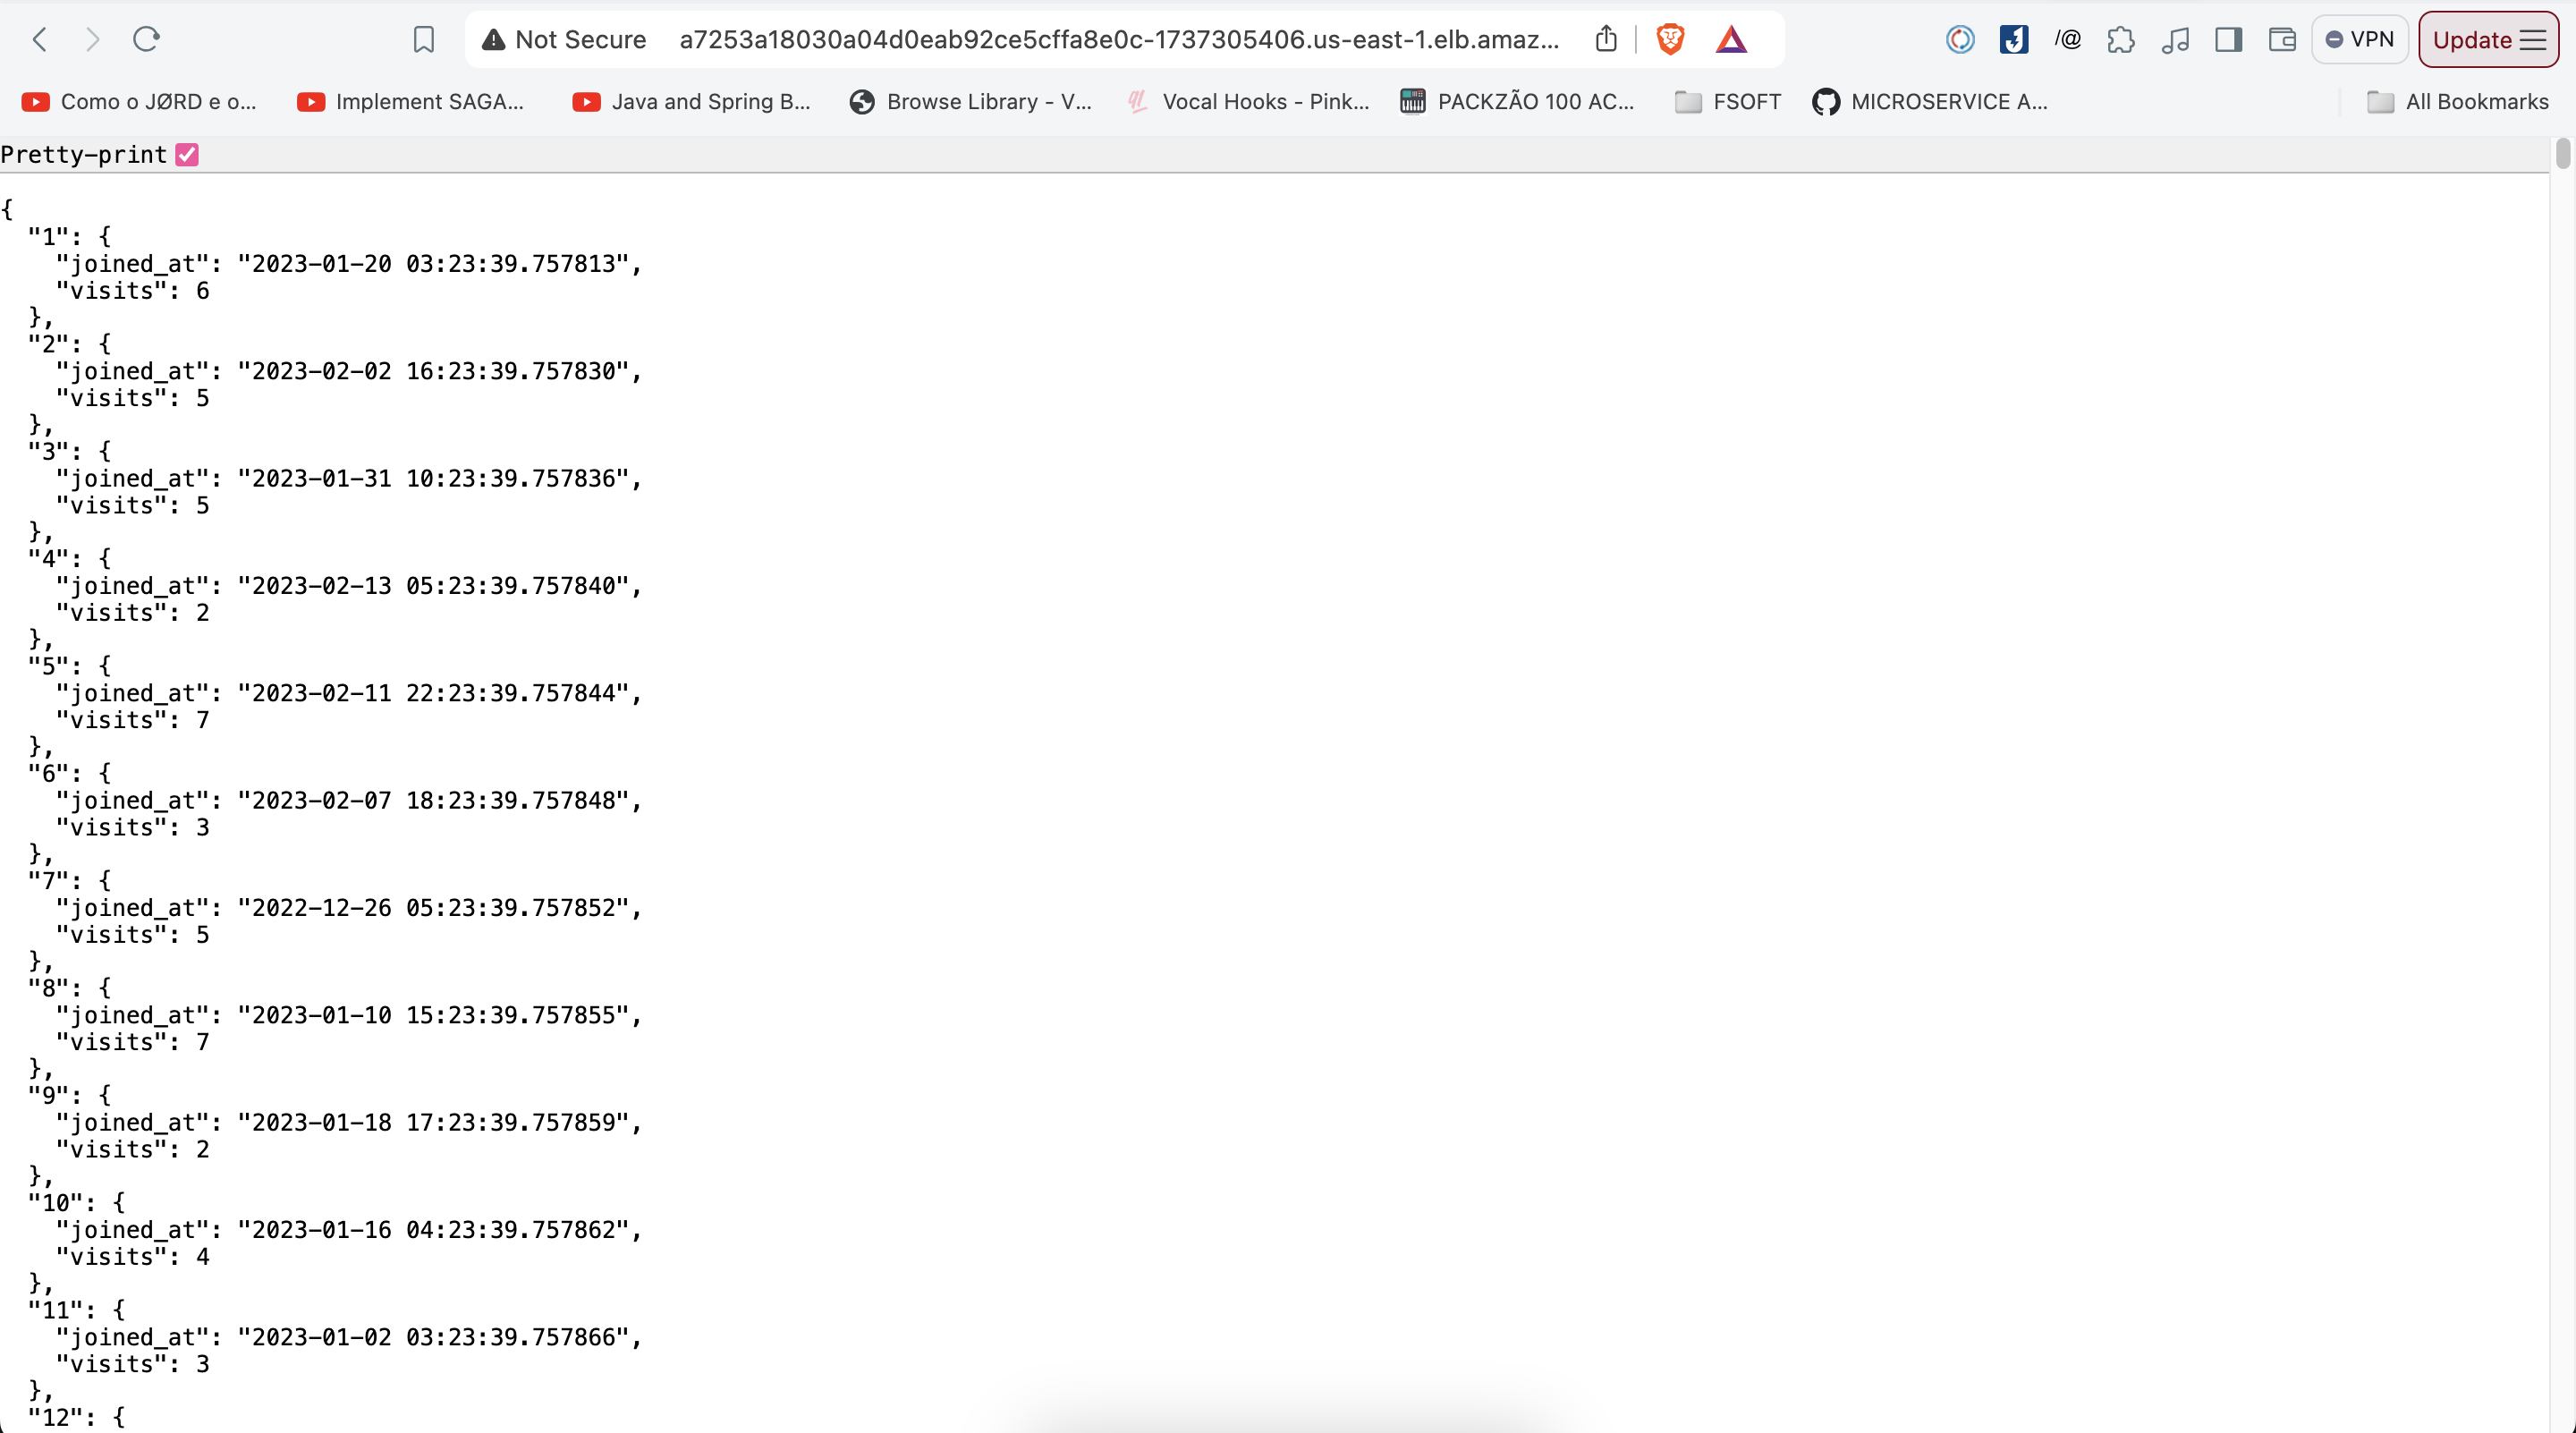 Not Secure a7253a18030a04d0eab92ce5cffa8e0c-1737305406.us-east-1.elb.amaz... /@ VPN Update
Como o JØRD e o... Implement SAGA... Java and Spring B... Browse Library - V... Vocal Hooks - Pink... PACKZÃO 100 AC... FSOFT MICROSERVICE A... All Bookmarks
Pretty-print
{
  "1": {
    "joined_at": "2023-01-20 03:23:39.757813",
    "visits": 6
  },
  "2": {
    "joined_at": "2023-02-02 16:23:39.757830",
    "visits": 5
  },
  "3": {
    "joined_at": "2023-01-31 10:23:39.757836",
    "visits": 5
  },
  "4": {
    "joined_at": "2023-02-13 05:23:39.757840",
    "visits": 2
  },
  "5": {
    "joined_at": "2023-02-11 22:23:39.757844",
    "visits": 7
  },
  "6": {
    "joined_at": "2023-02-07 18:23:39.757848",
    "visits": 3
  },
  "7": {
    "joined_at": "2022-12-26 05:23:39.757852",
    "visits": 5
  },
  "8": {
    "joined_at": "2023-01-10 15:23:39.757855",
    "visits": 7
  },
  "9": {
    "joined_at": "2023-01-18 17:23:39.757859",
    "visits": 2
  },
  "10": {
    "joined_at": "2023-01-16 04:23:39.757862",
    "visits": 4
  },
  "11": {
    "joined_at": "2023-01-02 03:23:39.757866",
    "visits": 3
  },
  "12": {